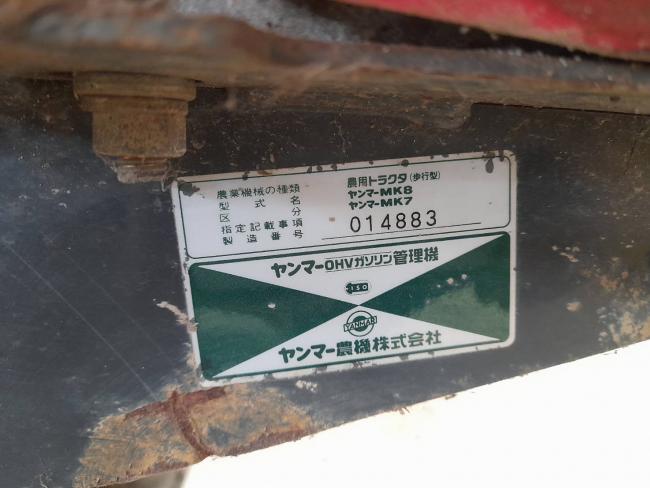 農業機械の種類 農用トラクタ(歩行型)
型式名 ヤンマーMK8
区分 ヤンマーMK7
指定記載事項
製造番号 014883
ヤンマーOHVガソリン管理機
ISO
YANMAR
ヤンマー農機株式会社